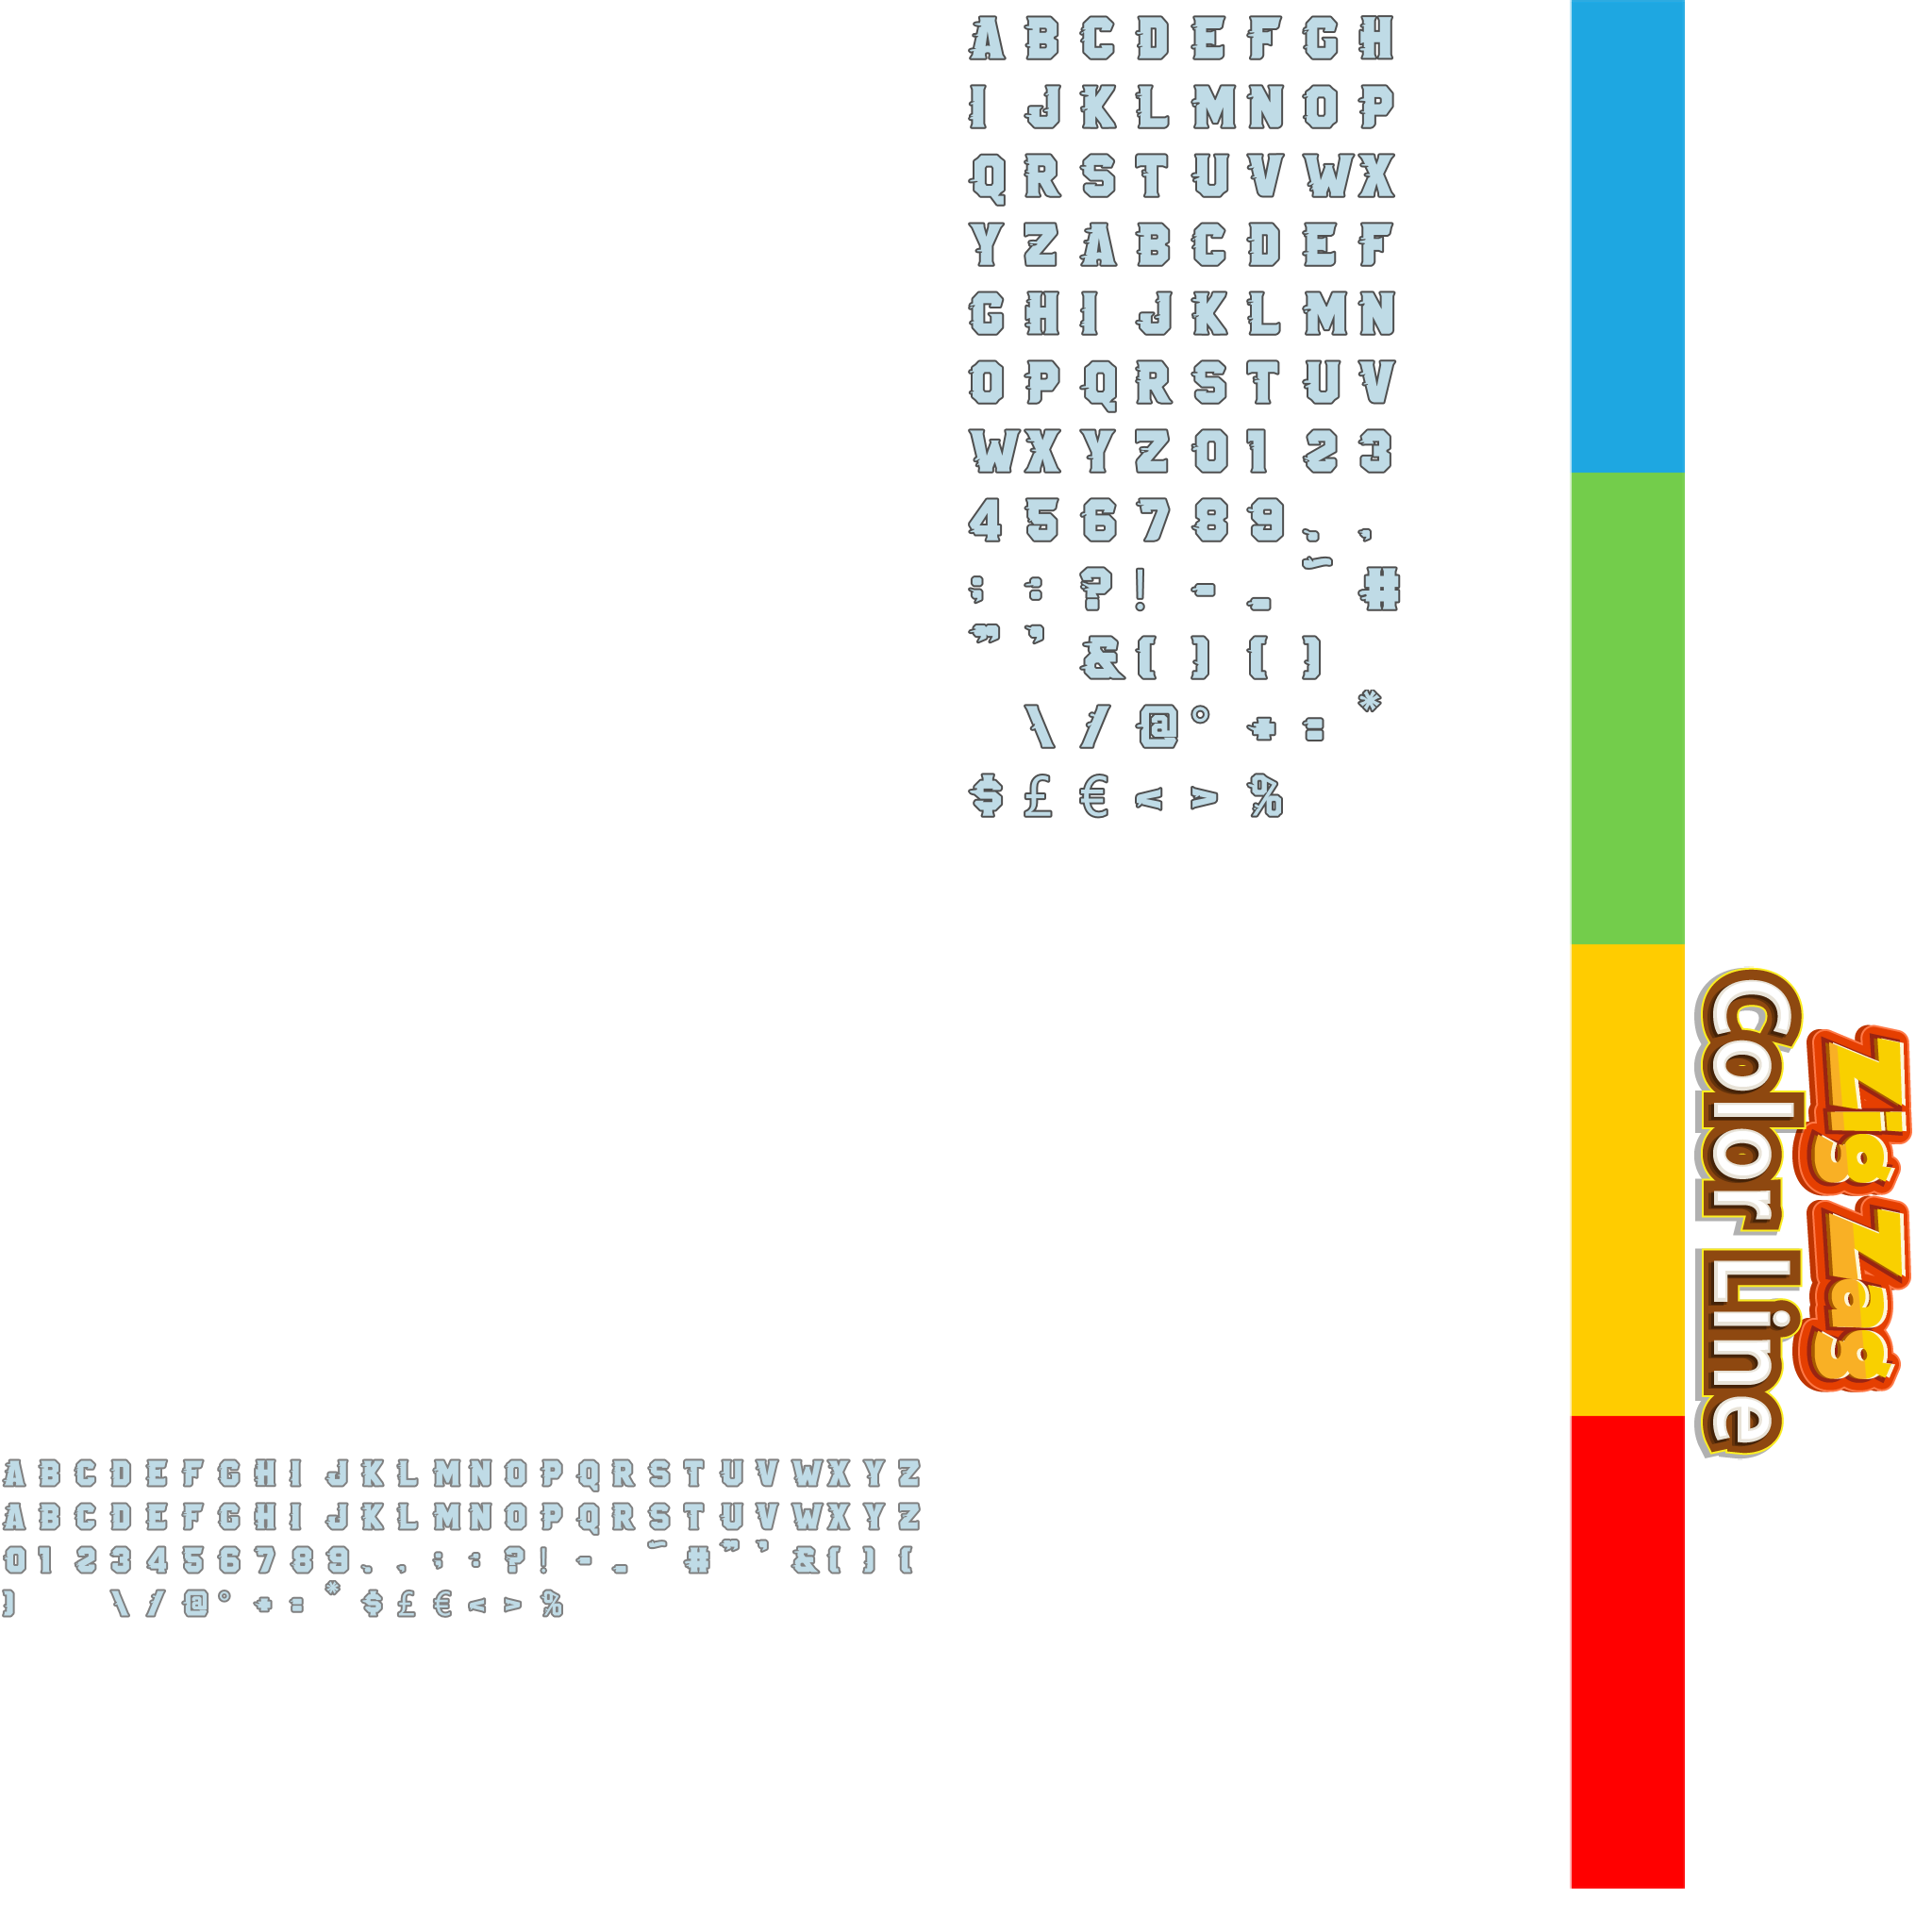 A B C D E F G H
I J K L M N O P
Q R S T U V W X
Y Z A B C D E F
G H I J K L M N
O P Q R S T U V
W X Y Z 0 1 2 3
4 5 6 7 8 9 . ,
; : ? ! - _ ~ #
" ' & ( ) [ ]
\ / @ ° + = *
$ £ € < > %
Zig Zag
Color Line
A B C D E F G H I J K L M N O P Q R S T U V W X Y Z
A B C D E F G H I J K L M N O P Q R S T U V W X Y Z
0 1 2 3 4 5 6 7 8 9 . , ; : ? ! - _ ~ # " ' & ( ) [
] \ / @ ° + = * $ £ € < > %